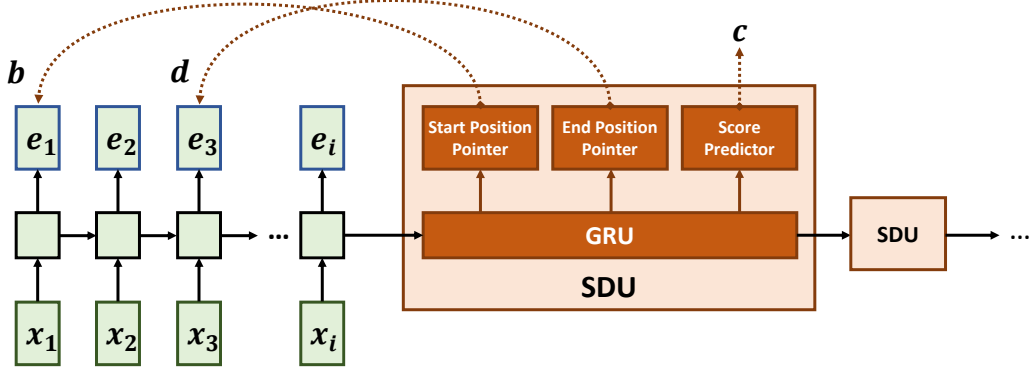 c
b d
e₁ e₂ e₃ eᵢ
Start Position
Pointer
End Position
Pointer
Score
Predictor
...
GRU
SDU
SDU
...
x₁ x₂ x₃ xᵢ